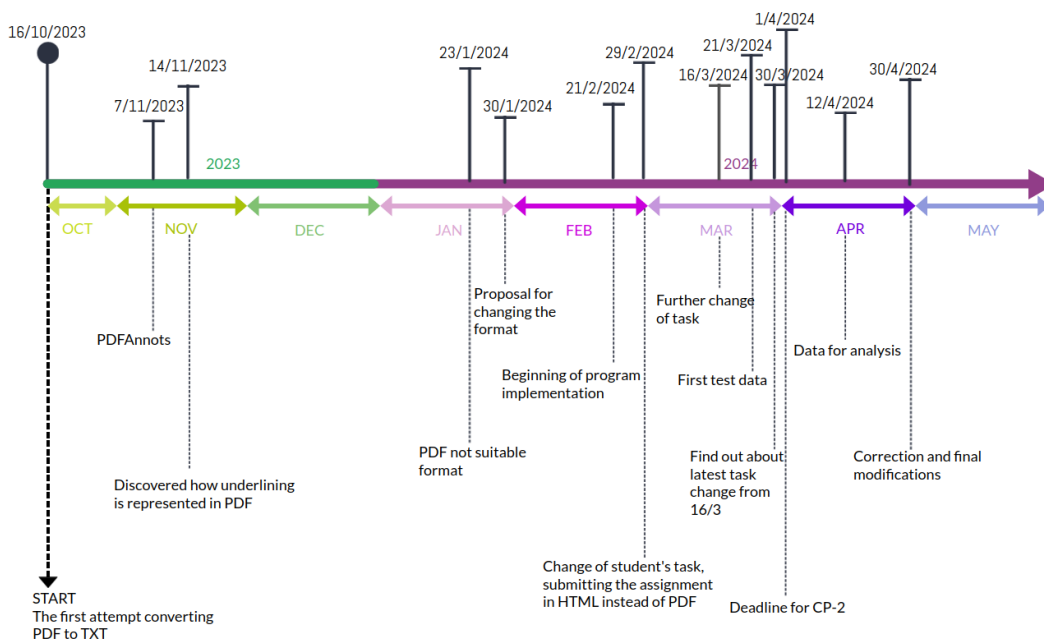 1/4/2024
16/10/2023
23/1/2024
29/2/2024
21/3/2024
14/11/2023
16/3/2024
30/3/2024
30/4/2024
7/11/2023
30/1/2024
21/2/2024
12/4/2024
2023
2024
OCT
NOV
DEC
JAN
FEB
MAR
APR
MAY
Proposal for
changing the
format
Further change
of task
PDFAnnots
Data for analysis
Beginning of program
implementation
First test data
PDF not suitable
format
Find out about
latest task
change from
16/3
Correction and final
modifications
Discovered how underlining
is represented in PDF
Change of student's task,
submitting the assignment
in HTML instead of PDF
Deadline for CP-2
START
The first attempt converting
PDF to TXT